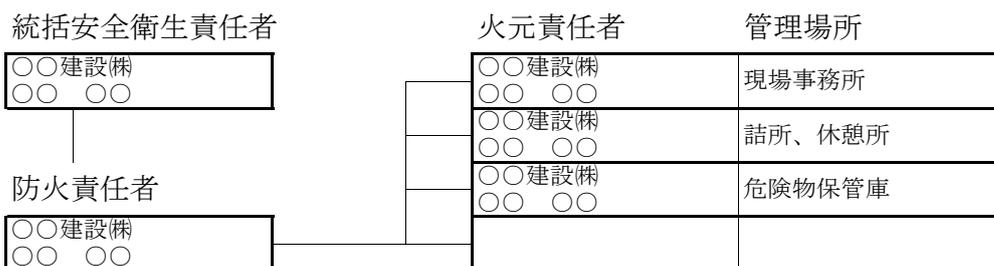 統括安全衛生責任者
○○建設㈱
○○　○○
防火責任者
○○建設㈱
○○　○○
火元責任者　管理場所
○○建設㈱
○○　○○
現場事務所
○○建設㈱
○○　○○
詰所、休憩所
○○建設㈱
○○　○○
危険物保管庫